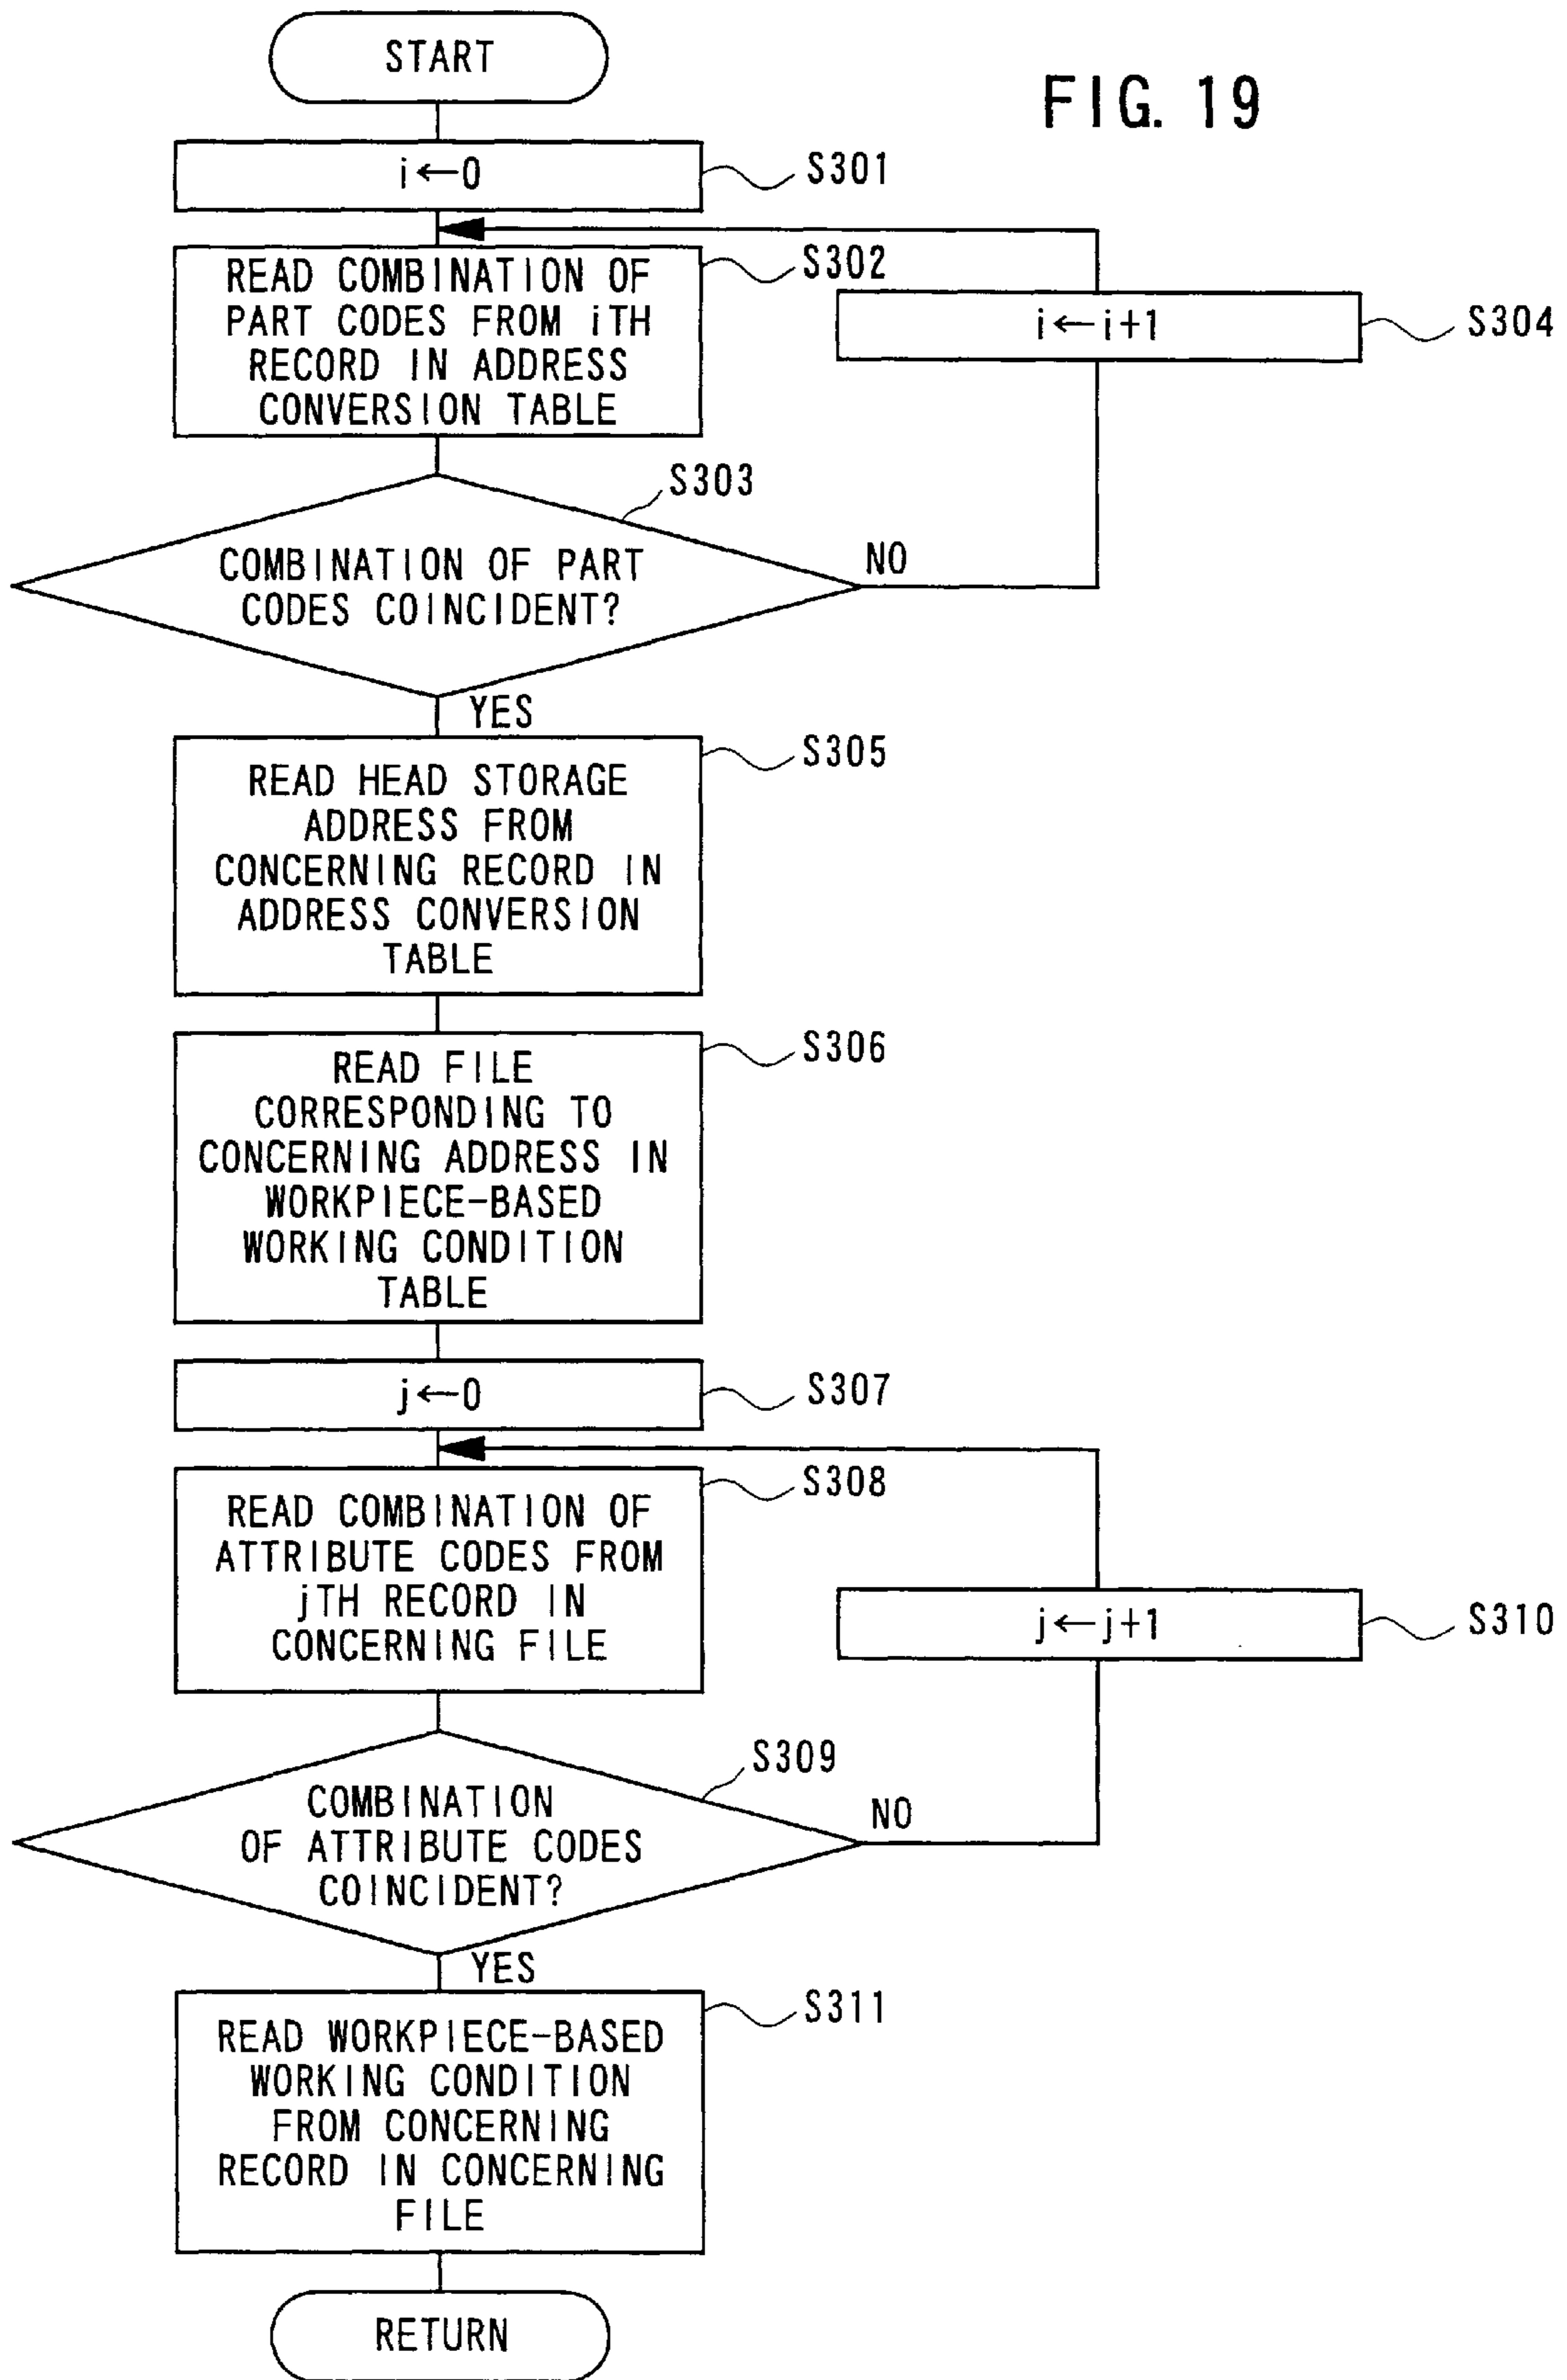 START
FIG. 19
i←0
S301
READ COMBINATION OF
PART CODES FROM iTH
RECORD IN ADDRESS
CONVERSION TABLE
S302
i←i+1
S304
S303
COMBINATION OF PART
CODES COINCIDENT?
NO
YES
READ HEAD STORAGE
ADDRESS FROM
CONCERNING RECORD IN
ADDRESS CONVERSION
TABLE
S305
READ FILE
CORRESPONDING TO
CONCERNING ADDRESS IN
WORKPIECE-BASED
WORKING CONDITION
TABLE
S306
j←0
S307
READ COMBINATION OF
ATTRIBUTE CODES FROM
jTH RECORD IN
CONCERNING FILE
S308
j←j+1
S310
S309
COMBINATION
OF ATTRIBUTE CODES
COINCIDENT?
NO
YES
READ WORKPIECE-BASED
WORKING CONDITION
FROM CONCERNING
RECORD IN CONCERNING
FILE
S311
RETURN